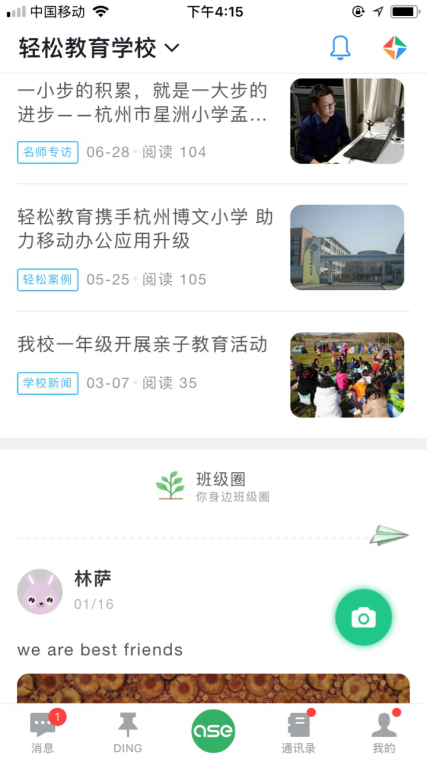 中国移动
下午4:15
轻松教育学校
一小步的积累，就是一大步的
进步——杭州市星洲小学孟...
名师专访 06-28 阅读 104
轻松教育携手杭州博文小学 助
力移动办公应用升级
轻松案例 05-25 阅读 105
我校一年级开展亲子教育活动
学校新闻 03-07 阅读 35
班级圈
你身边班级圈
林萨
01/16
we are best friends
1
消息
DING
ase
通讯录
我的